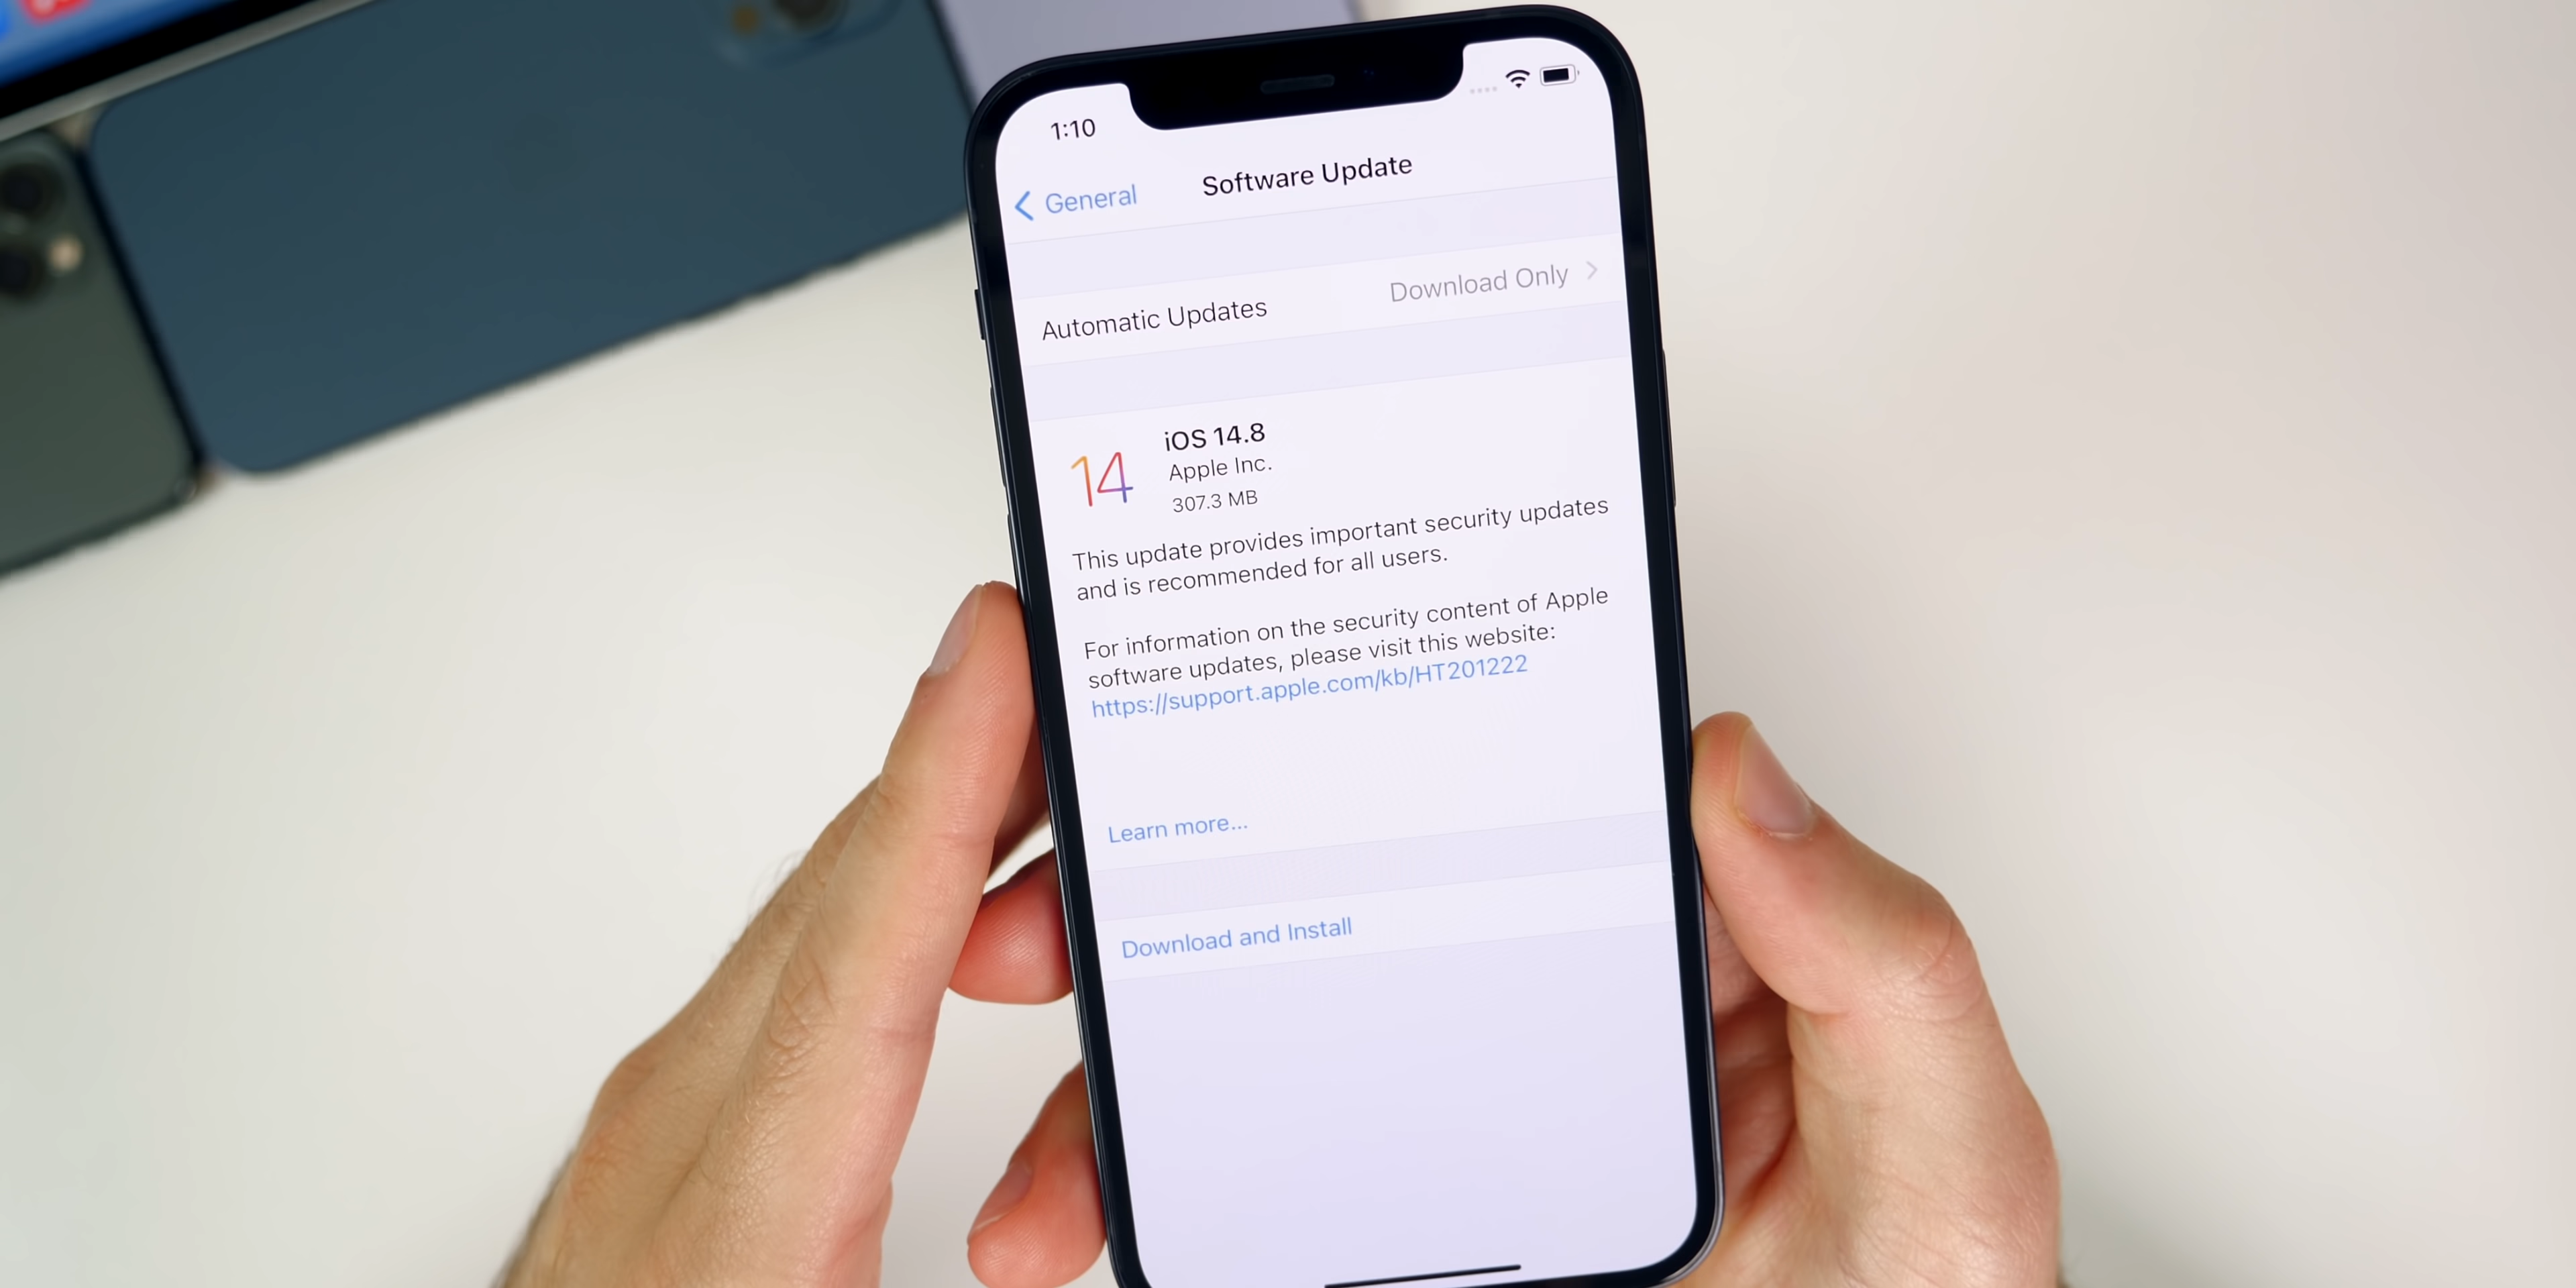 1:10
General
Software Update
Automatic Updates
Download Only
14
iOS 14.8
Apple Inc.
307.3 MB
This update provides important security updates
and is recommended for all users.
For information on the security content of Apple
software updates, please visit this website:
https://support.apple.com/kb/HT201222
Learn more...
Download and Install